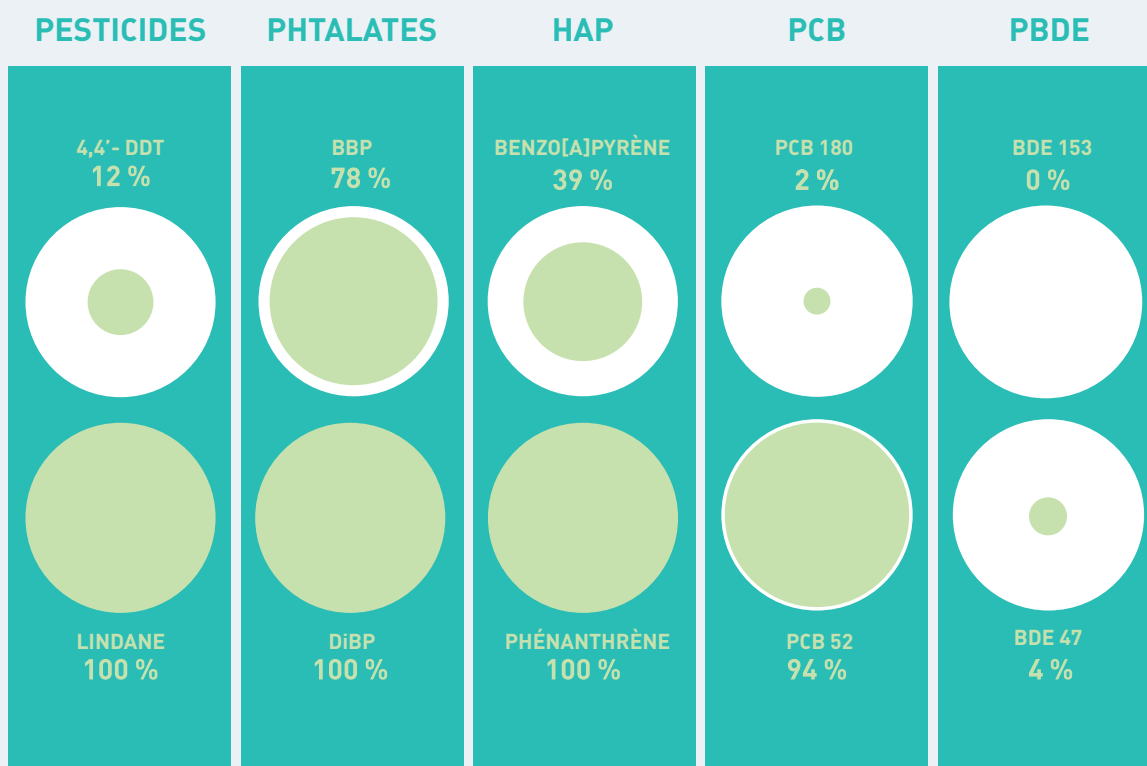 PESTICIDES
PHTALATES
HAP
PCB
PBDE
4,4'- DDT
12 %
BBP
78 %
BENZO[A]PYRÈNE
39 %
PCB 180
2 %
BDE 153
0 %
LINDANE
100 %
DiBP
100 %
PHÉNANTHRÈNE
100 %
PCB 52
94 %
BDE 47
4 %